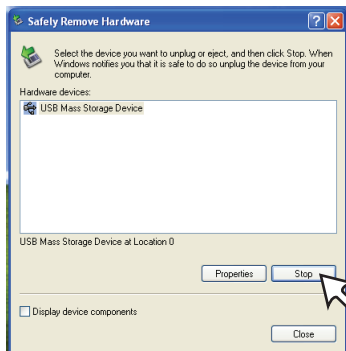 Safely Remove Hardware
Select the device you want to unplug or eject, and then click Stop. When
Windows notifies you that it is safe to do so unplug the device from your
computer.
Hardware devices:
USB Mass Storage Device
USB Mass Storage Device at Location 0
Properties
Stop
Display device components
Close